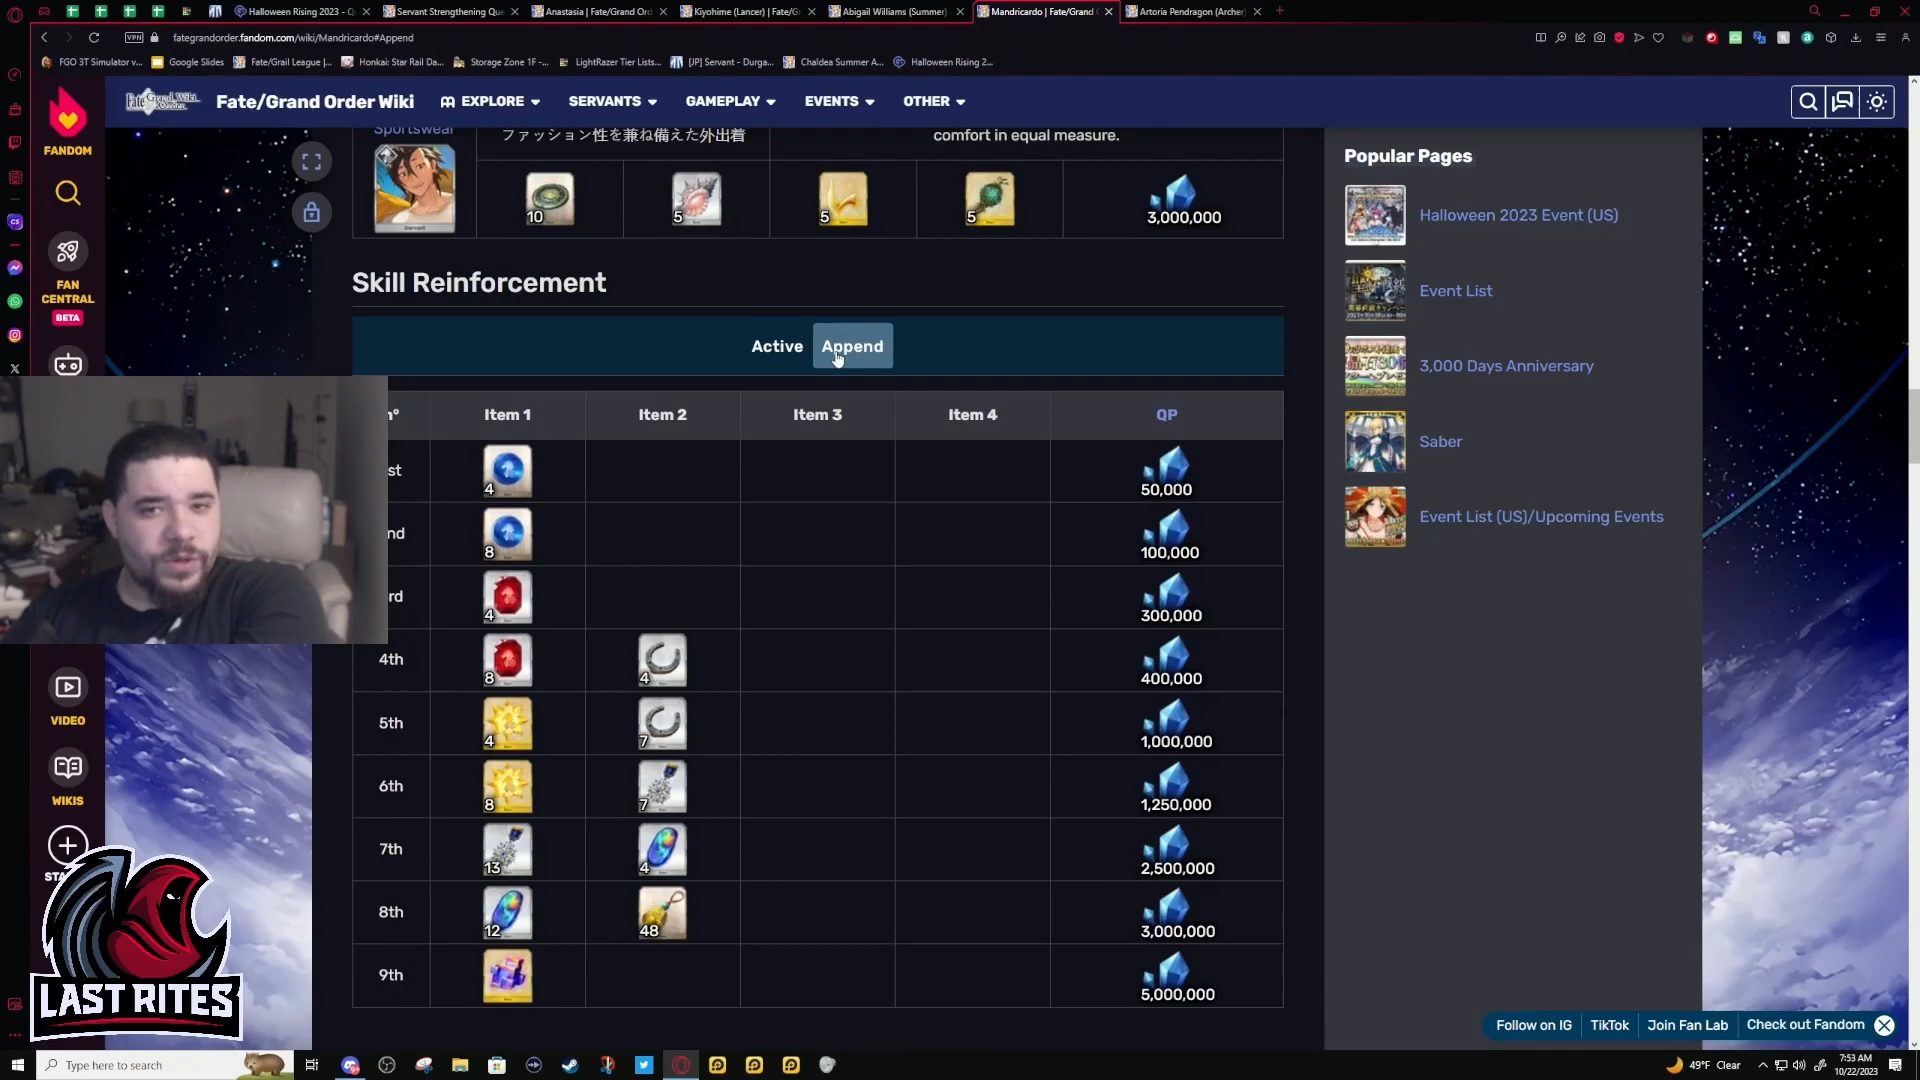 Halloween Rising 2023 - Q
Servant Strengthening Que
Anastasia | Fate/Grand Ord
Kiyohime (Lancer) | Fate/Gr
Abigail Williams (Summer)
Mandricardo | Fate/Grand
Artoria Pendragon (Archer)
VPN
fategrandorder.fandom.com/wiki/Mandricardo#Append
FGO 3T Simulator v...
Google Slides
Fate/Grail League |...
Honkai: Star Rail Da...
Storage Zone 1F -...
LightRazer Tier Lists...
[JP] Servant - Durga...
Chaldea Summer A...
Halloween Rising 2...
FANDOM
Fate/Grand Order Wiki
EXPLORE
SERVANTS
GAMEPLAY
EVENTS
OTHER
FAN CENTRAL
BETA
Sportswear
ファッション性を兼ね備えた外出着
comfort in equal measure.
Servant
10
5
5
5
3,000,000
Skill Reinforcement
Active
Append
n°
Item 1
Item 2
Item 3
Item 4
QP
st
4
50,000
nd
8
100,000
rd
4
300,000
4th
8
4
400,000
5th
4
7
1,000,000
6th
8
7
1,250,000
7th
13
4
2,500,000
8th
12
48
3,000,000
9th
5,000,000
Popular Pages
Halloween 2023 Event (US)
Event List
3,000 Days Anniversary
Saber
Event List (US)/Upcoming Events
VIDEO
WIKIS
STA
LAST RITES
Follow on IG
TikTok
Join Fan Lab
Check out Fandom
Type here to search
49°F Clear
7:53 AM
10/22/2023